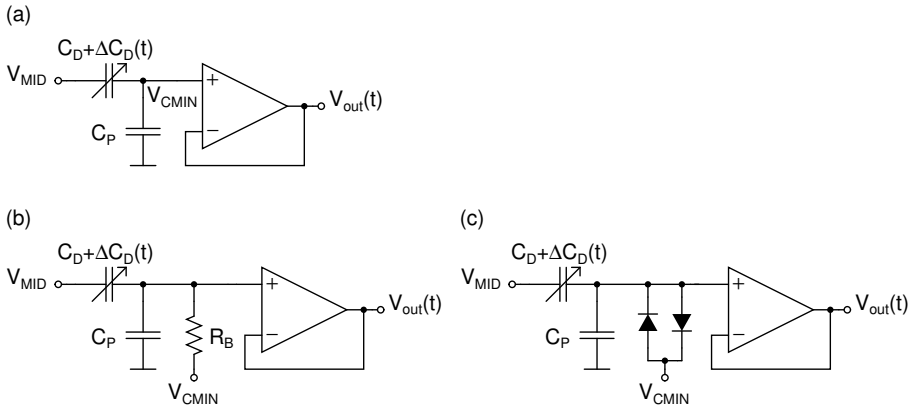 (a)
C_D+ΔC_D(t)
V_MID
V_CMIN
+
V_out(t)
C_P
−
(b)
C_D+ΔC_D(t)
V_MID
+
V_out(t)
C_P
R_B
−
V_CMIN
(c)
C_D+ΔC_D(t)
V_MID
+
V_out(t)
C_P
−
V_CMIN